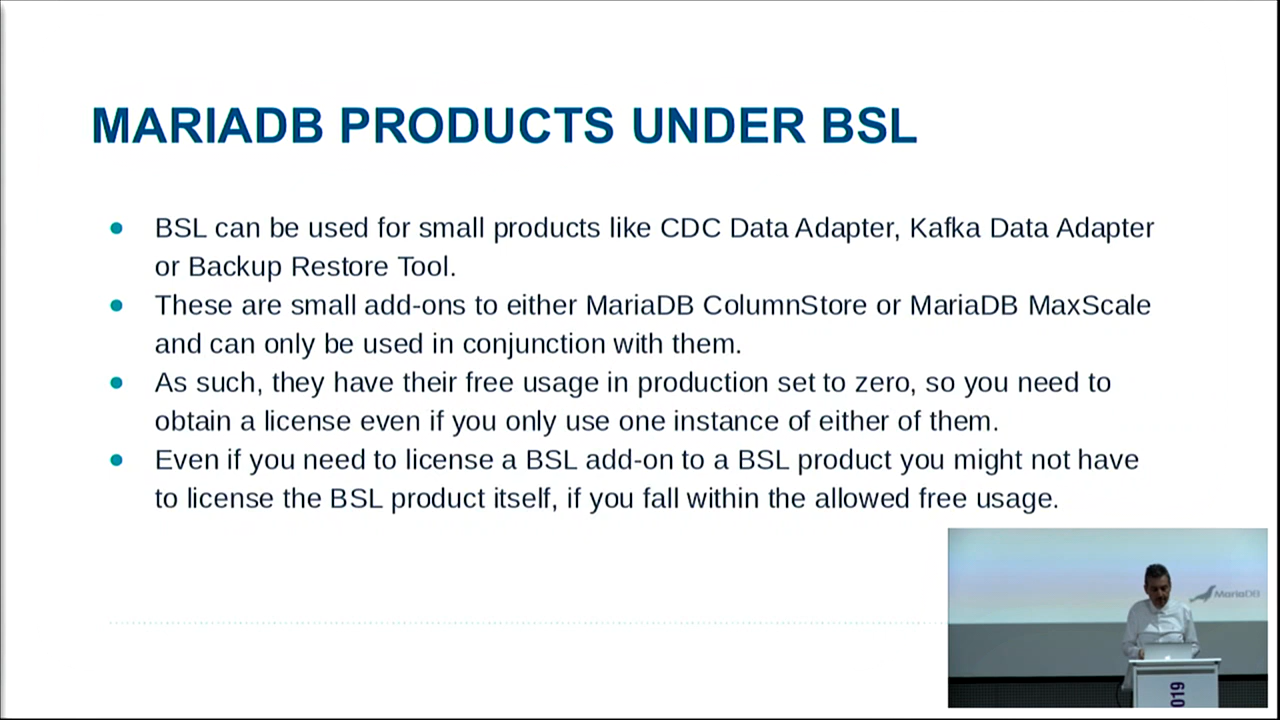 MARIADB PRODUCTS UNDER BSL
BSL can be used for small products like CDC Data Adapter, Kafka Data Adapter
or Backup Restore Tool.
These are small add-ons to either MariaDB ColumnStore or MariaDB MaxScale
and can only be used in conjunction with them.
As such, they have their free usage in production set to zero, so you need to
obtain a license even if you only use one instance of either of them.
Even if you need to license a BSL add-on to a BSL product you might not have
to license the BSL product itself, if you fall within the allowed free usage.
MariaDB
019